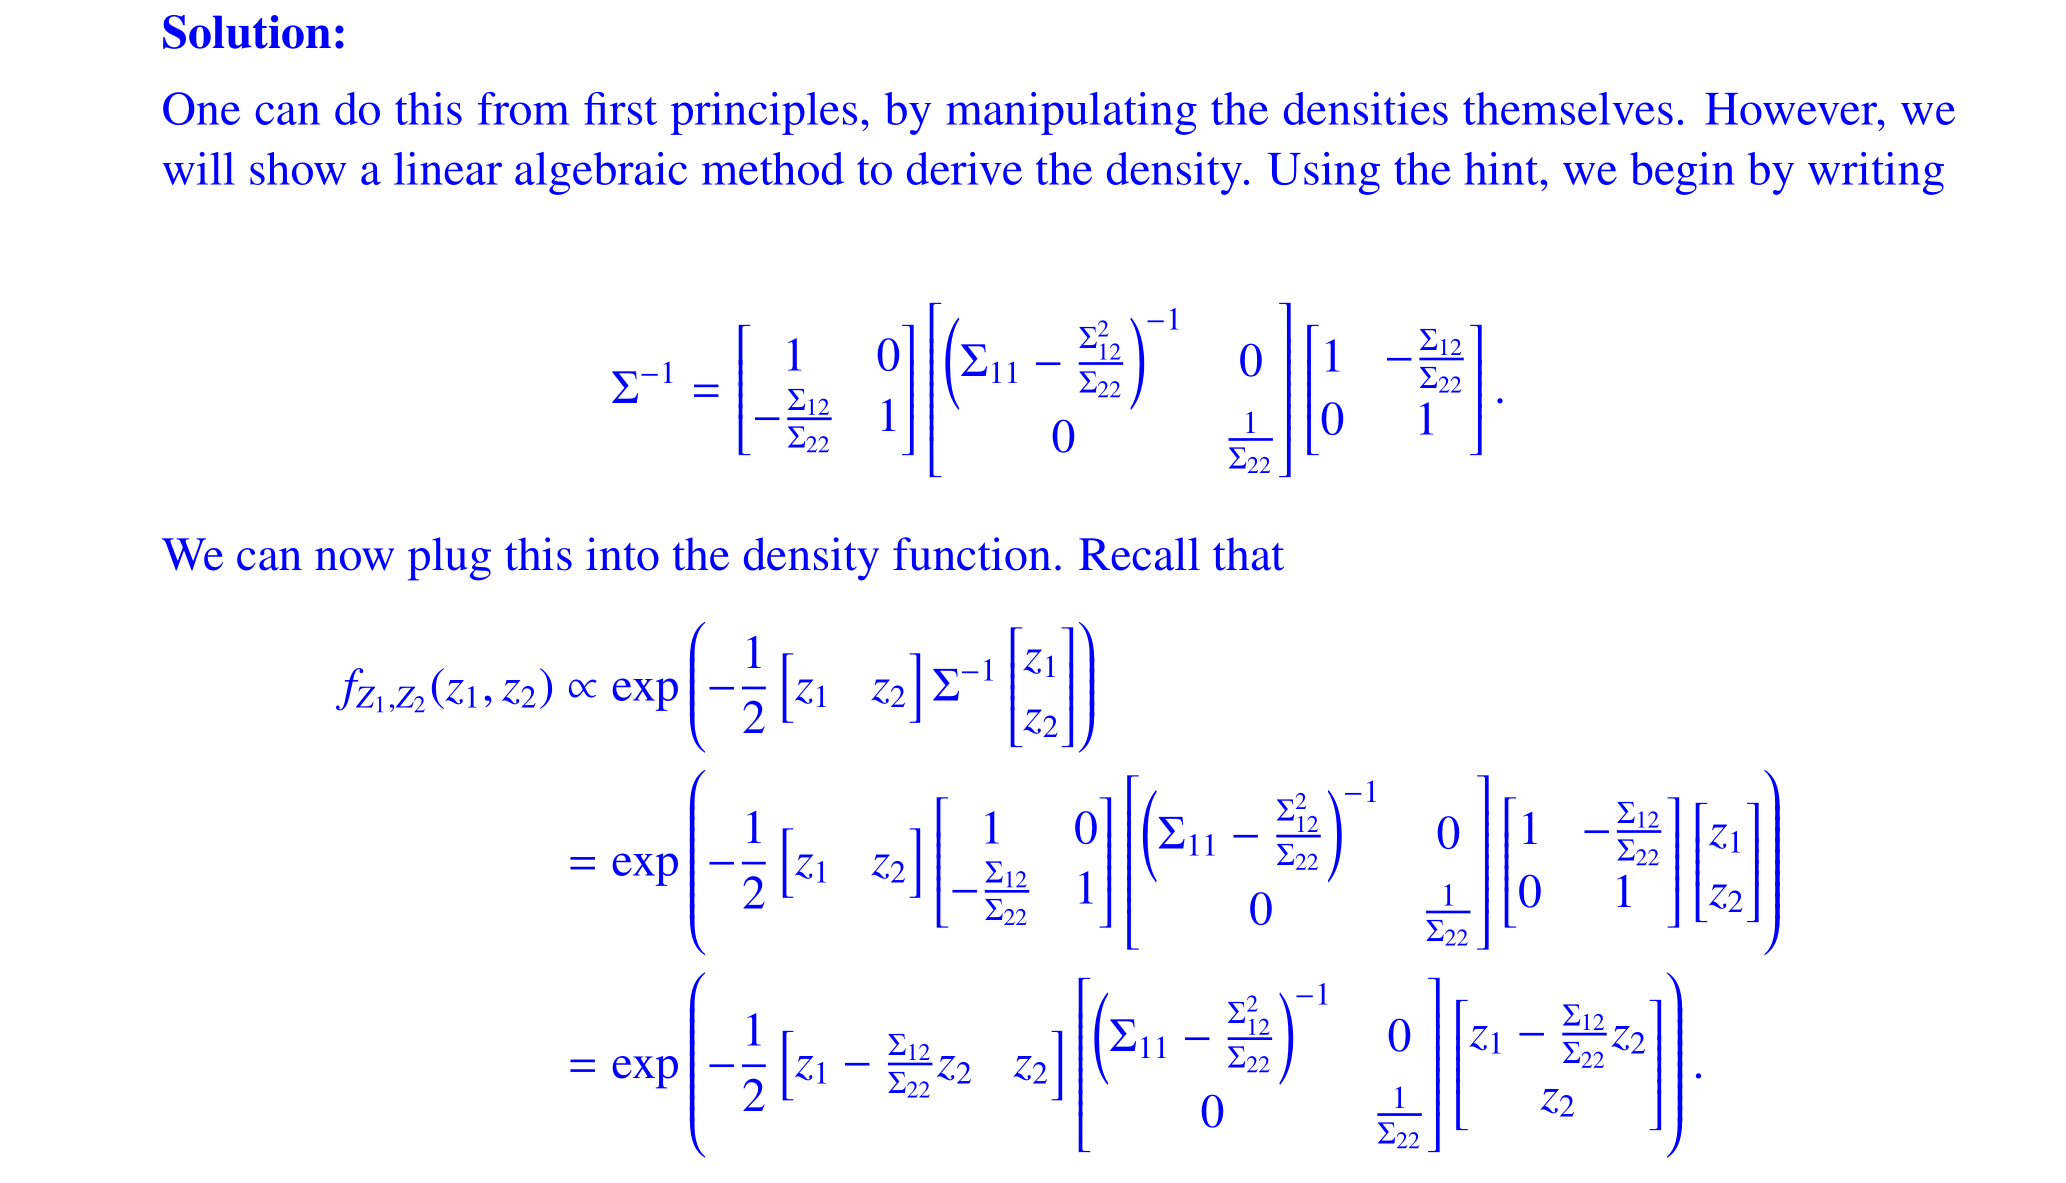 Solution:
One can do this from first principles, by manipulating the densities themselves. However, we
will show a linear algebraic method to derive the density. Using the hint, we begin by writing
$\Sigma^{-1} = \begin{bmatrix} 1 & 0 \\ -\frac{\Sigma_{12}}{\Sigma_{22}} & 1 \end{bmatrix} \begin{bmatrix} \left(\Sigma_{11} - \frac{\Sigma_{12}^2}{\Sigma_{22}}\right)^{-1} & 0 \\ 0 & \frac{1}{\Sigma_{22}} \end{bmatrix} \begin{bmatrix} 1 & -\frac{\Sigma_{12}}{\Sigma_{22}} \\ 0 & 1 \end{bmatrix}.$
We can now plug this into the density function. Recall that
$f_{Z_1,Z_2}(z_1, z_2) \propto \exp\left(-\frac{1}{2} \begin{bmatrix} z_1 & z_2 \end{bmatrix} \Sigma^{-1} \begin{bmatrix} z_1 \\ z_2 \end{bmatrix}\right)$
$= \exp\left(-\frac{1}{2} \begin{bmatrix} z_1 & z_2 \end{bmatrix} \begin{bmatrix} 1 & 0 \\ -\frac{\Sigma_{12}}{\Sigma_{22}} & 1 \end{bmatrix} \begin{bmatrix} \left(\Sigma_{11} - \frac{\Sigma_{12}^2}{\Sigma_{22}}\right)^{-1} & 0 \\ 0 & \frac{1}{\Sigma_{22}} \end{bmatrix} \begin{bmatrix} 1 & -\frac{\Sigma_{12}}{\Sigma_{22}} \\ 0 & 1 \end{bmatrix} \begin{bmatrix} z_1 \\ z_2 \end{bmatrix}\right)$
$= \exp\left(-\frac{1}{2} \begin{bmatrix} z_1 - \frac{\Sigma_{12}}{\Sigma_{22}} z_2 & z_2 \end{bmatrix} \begin{bmatrix} \left(\Sigma_{11} - \frac{\Sigma_{12}^2}{\Sigma_{22}}\right)^{-1} & 0 \\ 0 & \frac{1}{\Sigma_{22}} \end{bmatrix} \begin{bmatrix} z_1 - \frac{\Sigma_{12}}{\Sigma_{22}} z_2 \\ z_2 \end{bmatrix}\right).$